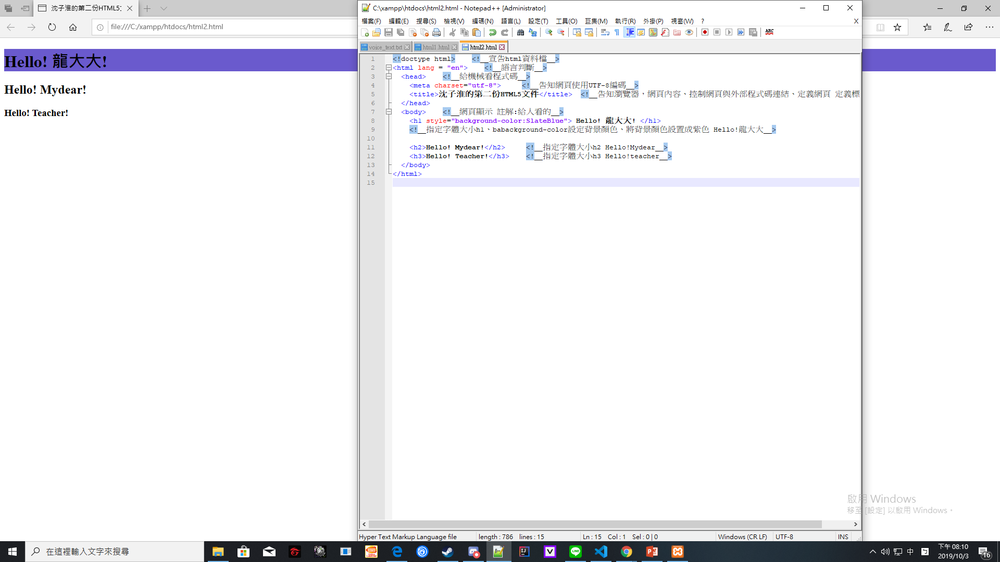 沈子淮的第二份HTML5文
file:///C:/xampp/htdocs/html2.html
Hello! 龍大大!
Hello! Mydear!
Hello! Teacher!
C:\xampp\htdocs\html2.html - Notepad++ [Administrator]
檔案(F) 編輯(E) 搜尋(S) 檢視(V) 編碼(N) 語言(L) 設定(T) 工具(O) 巨集(M) 執行(R) 外掛(P) 視窗(W) ? X
ABC
voice_text.txt html1.html html2.html
1 <!doctype html> <!__宣告html資料檔__>
2 <html lang = "en"> <!__語言判斷__>
3 <head> <!__給機械看程式碼__>
4 <meta charset="utf-8"> <!__告知網頁使用UTF-8編碼__>
5 <title>沈子淮的第二份HTML5文件</title> <!__告知瀏覽器，網頁內容、控制網頁與外部程式碼連結、定義網頁 定義標
6 </head>
7 <body> <!__網頁顯示 註解:給人看的__>
8 <h1 style="background-color:SlateBlue"> Hello! 龍大大! </h1>
9 <!__指定字體大小h1、babackground-color設定背景顏色、將背景顏色設置成紫色 Hello!龍大大__>
10
11 <h2>Hello! Mydear!</h2> <!__指定字體大小h2 Hello!Mydear__>
12 <h3>Hello! Teacher!</h3> <!__指定字體大小h3 Hello!teacher__>
13 </body>
14 </html>
15
啟用 Windows
移至 [設定] 以啟用 Windows。
Hyper Text Markup Language file length : 786 lines : 15 Ln : 15 Col : 1 Sel : 0 | 0 Windows (CR LF) UTF-8 INS
在這裡輸入文字來搜尋
中
下午 08:10
2019/10/3
16